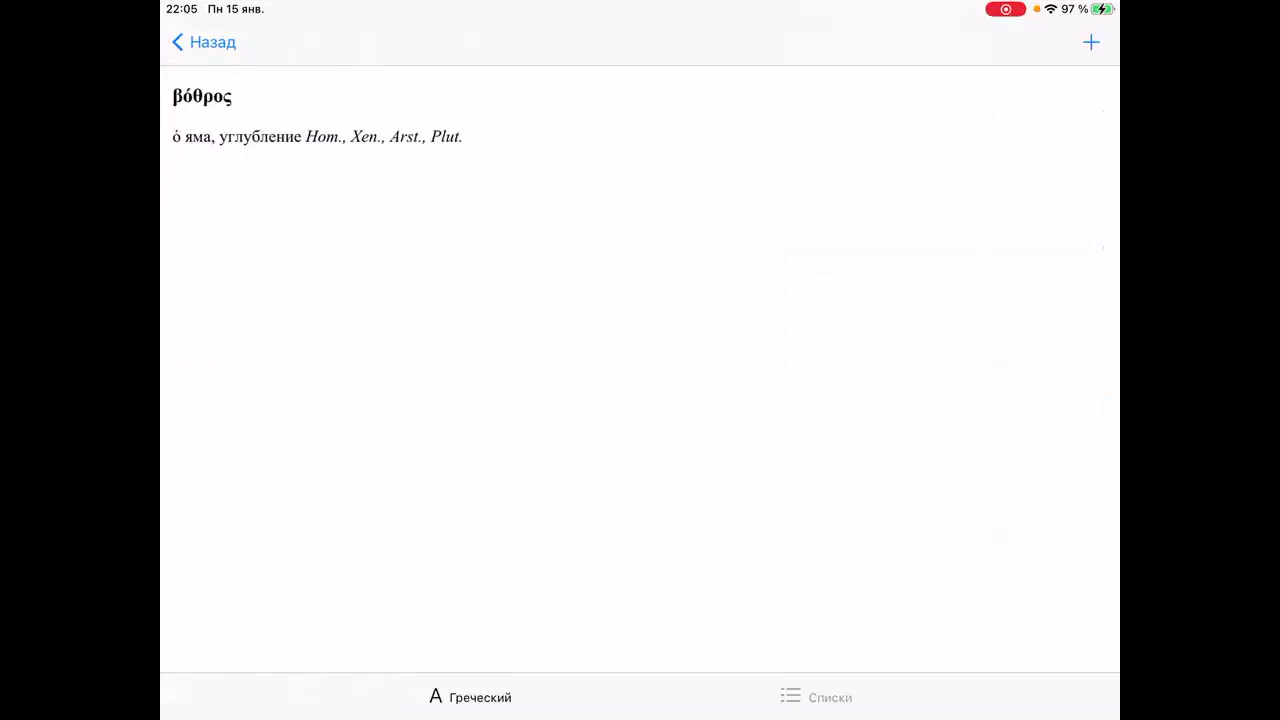 22:05 Пн 15 янв. 97 %
Назад
βόθρος
ὁ яма, углубление Hom., Xen., Arst., Plut.
A Греческий Списки